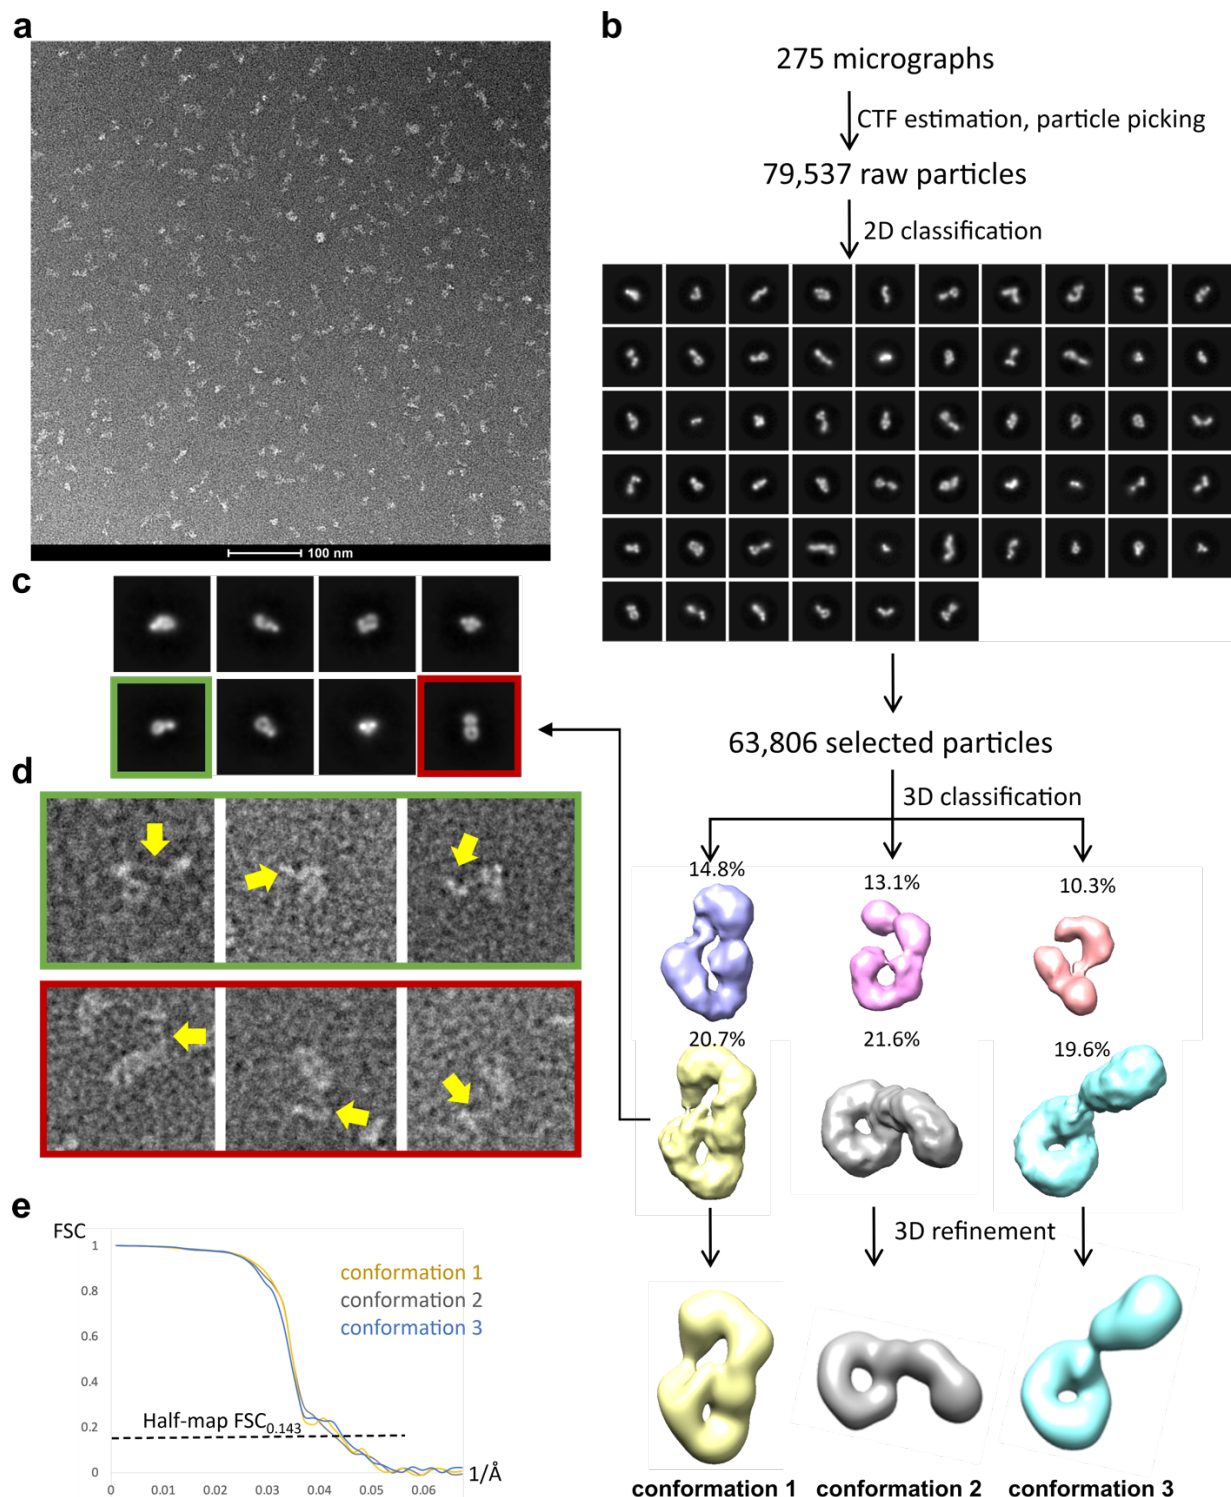 a
100 nm
b
275 micrographs
CTF estimation, particle picking
79,537 raw particles
2D classification
63,806 selected particles
3D classification
14.8%
13.1%
10.3%
20.7%
21.6%
19.6%
3D refinement
conformation 1
conformation 2
conformation 3
c
d
e
FSC
1
0.8
0.6
0.4
0.2
0
conformation 1
conformation 2
conformation 3
Half-map FSC0.143
1/Å
0
0.01
0.02
0.03
0.04
0.05
0.06